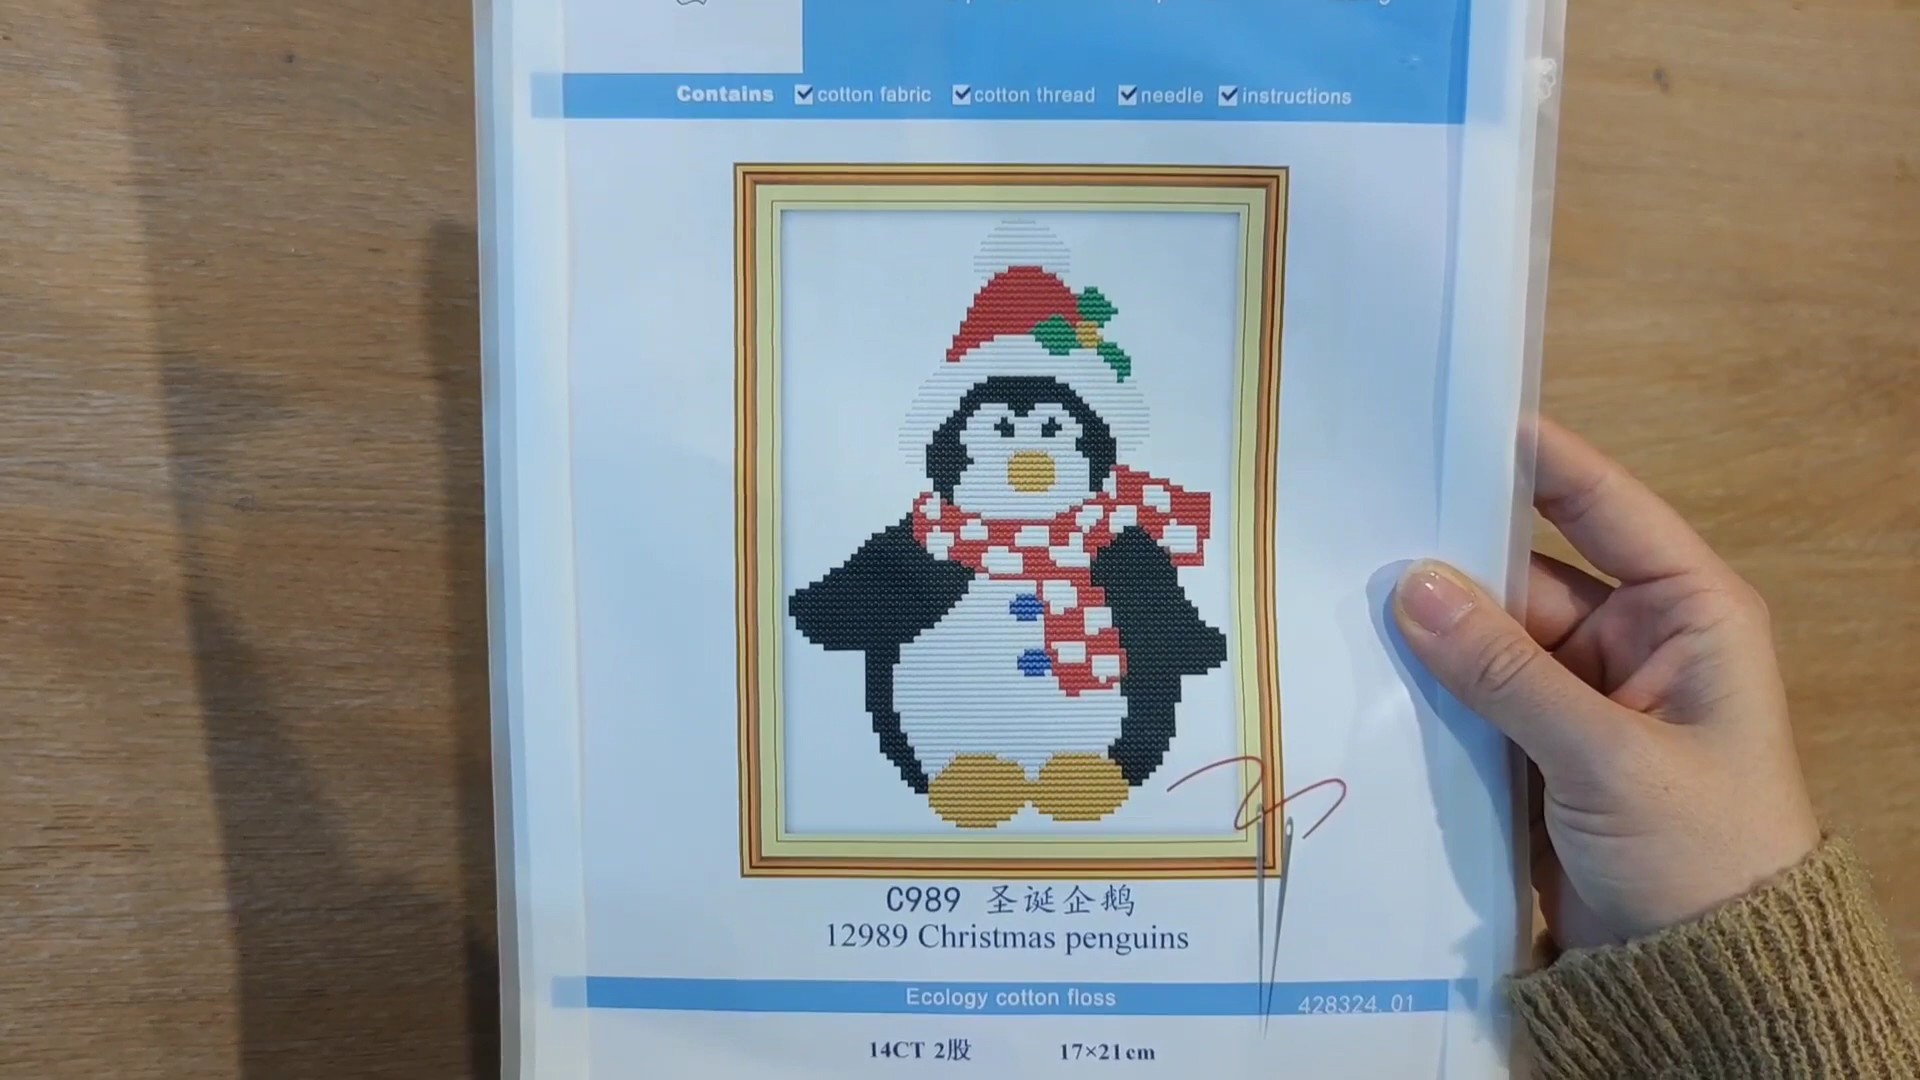 Contains ☑cotton fabric ☑cotton thread ☑needle ☑instructions
C989 圣诞企鹅
12989 Christmas penguins
Ecology cotton floss
428324.01
14CT 2股 17×21cm